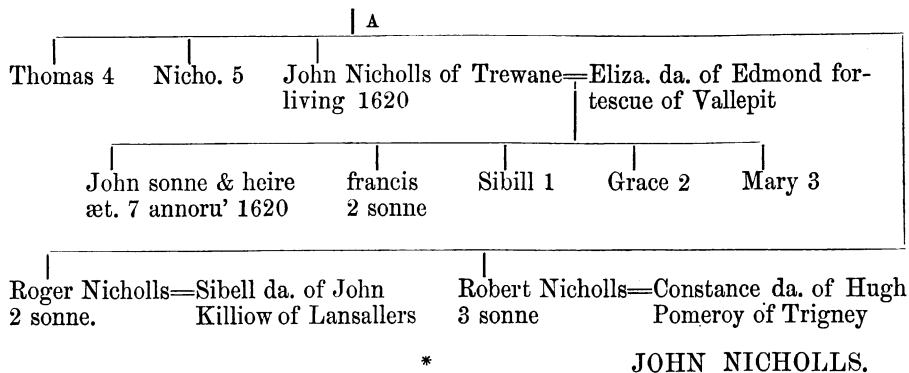 A
Thomas 4 Nicho. 5 John Nicholls of Trewane=Eliza. da. of Edmond for-
living 1620 tescue of Vallepit
John sonne & heire francis Sibill 1 Grace 2 Mary 3
æt. 7 annoru' 1620 2 sonne
Roger Nicholls=Sibell da. of John Robert Nicholls=Constance da. of Hugh
2 sonne. Killiow of Lansallers 3 sonne Pomeroy of Trigney
* JOHN NICHOLLS.